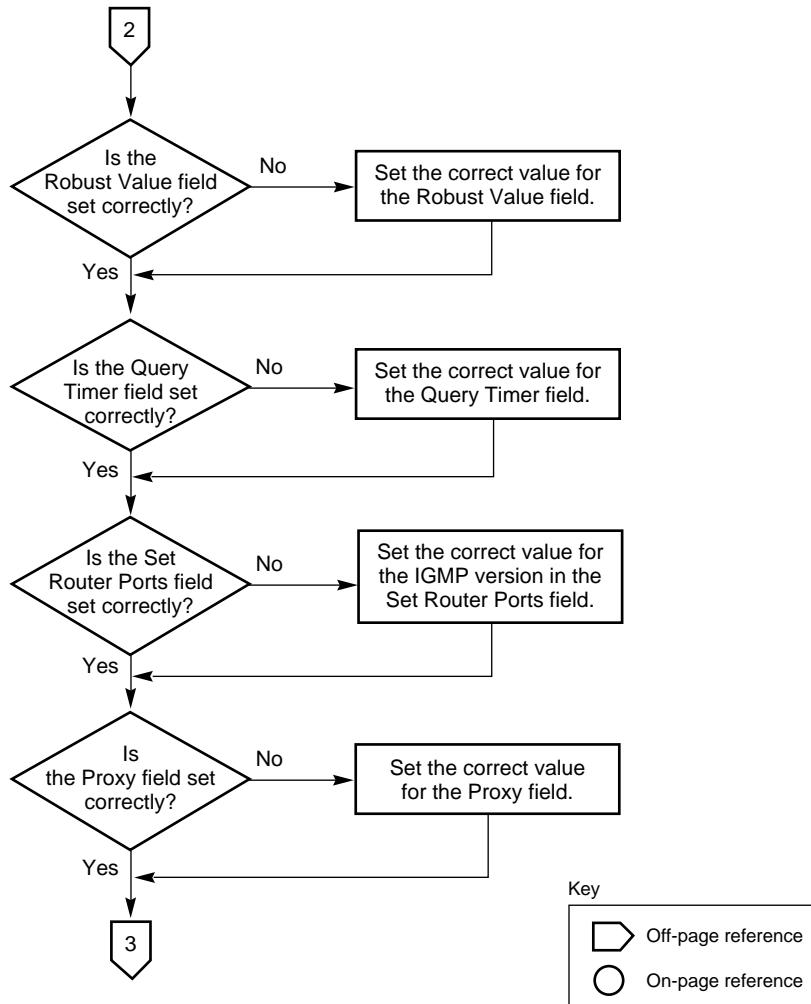 2
Is the
Robust Value field
set correctly?
No
Set the correct value for
the Robust Value field.
Yes
Is the Query
Timer field set
correctly?
No
Set the correct value for
the Query Timer field.
Yes
Is the Set
Router Ports field
set correctly?
No
Set the correct value for
the IGMP version in the
Set Router Ports field.
Yes
Is
the Proxy field set
correctly?
No
Set the correct value
for the Proxy field.
Yes
3
Key
Off-page reference
On-page reference